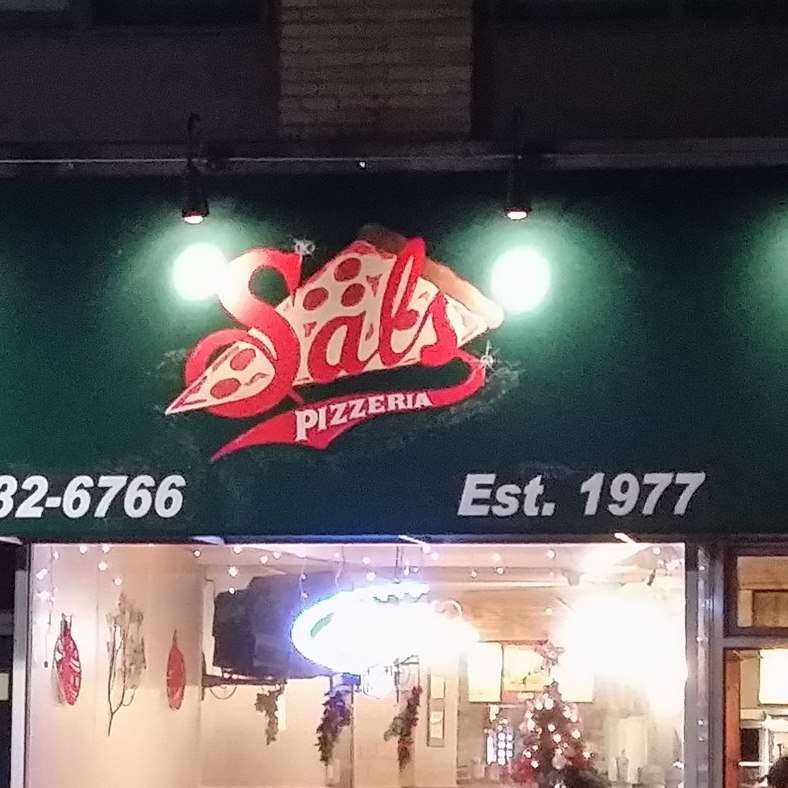 Sal's
PIZZERIA
32-6766
Est. 1977